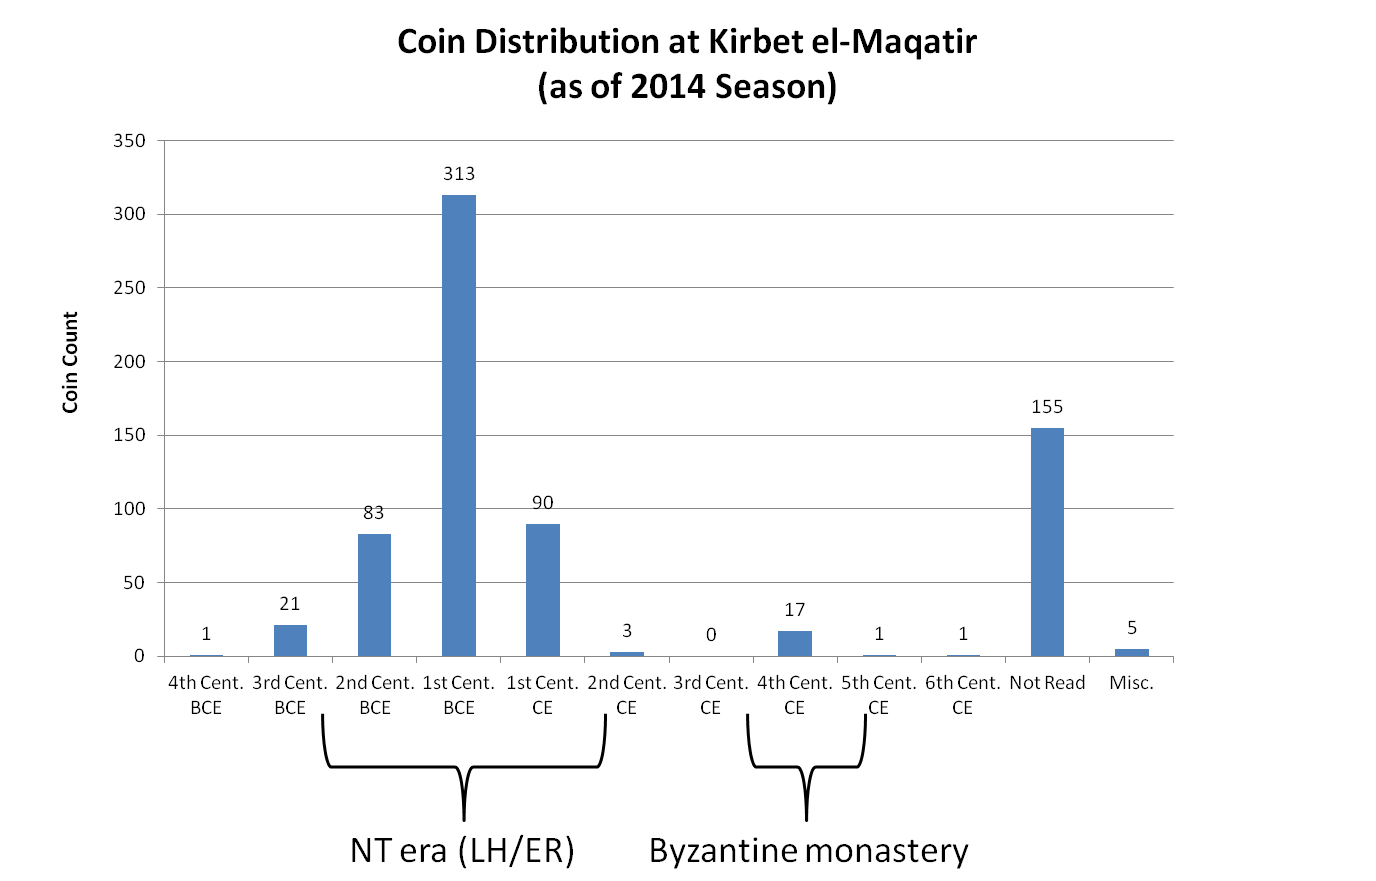 Coin Distribution at Kirbet el-Maqatir
(as of 2014 Season)
Coin Count
350
300
250
200
150
100
50
0
1
21
83
313
90
3
0
17
1
1
155
5
4th Cent. BCE
3rd Cent. BCE
2nd Cent. BCE
1st Cent. BCE
1st Cent. CE
2nd Cent. CE
3rd Cent. CE
4th Cent. CE
5th Cent. CE
6th Cent. CE
Not Read
Misc.
NT era (LH/ER)
Byzantine monastery